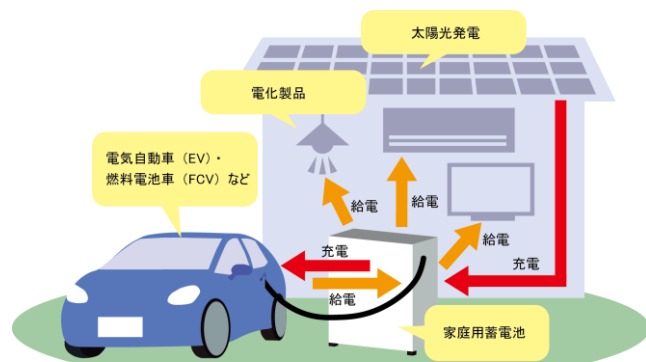 太陽光発電
電化製品
電気自動車（EV）・
燃料電池車（FCV）など
給電
給電
給電
充電
充電
給電
家庭用蓄電池